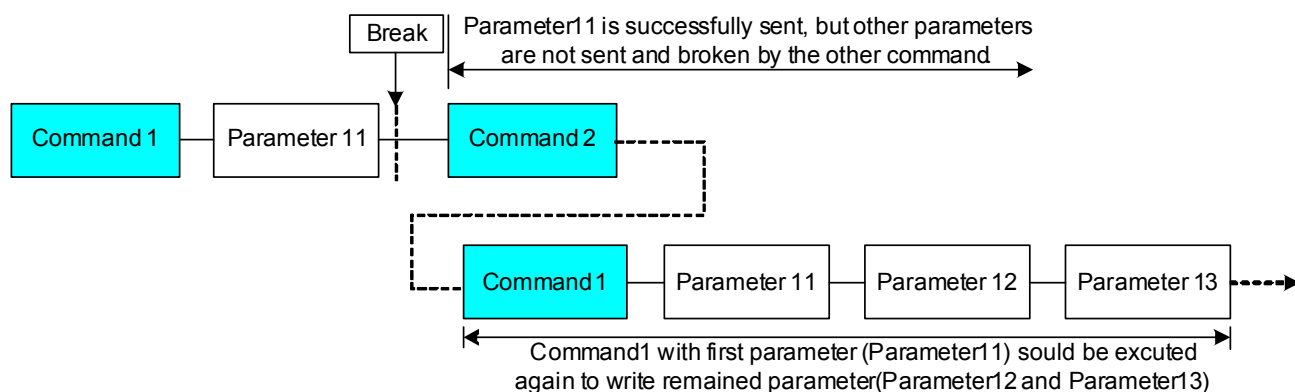 Parameter11 is successfully sent, but other parameters
are not sent and broken by the other command.
Break
Command 1
Parameter 11
Command 2
Command 1
Parameter 11
Parameter 12
Parameter 13
Command1 with first parameter (Parameter11) sould be excuted
again to write remained parameter(Parameter12 and Parameter13)